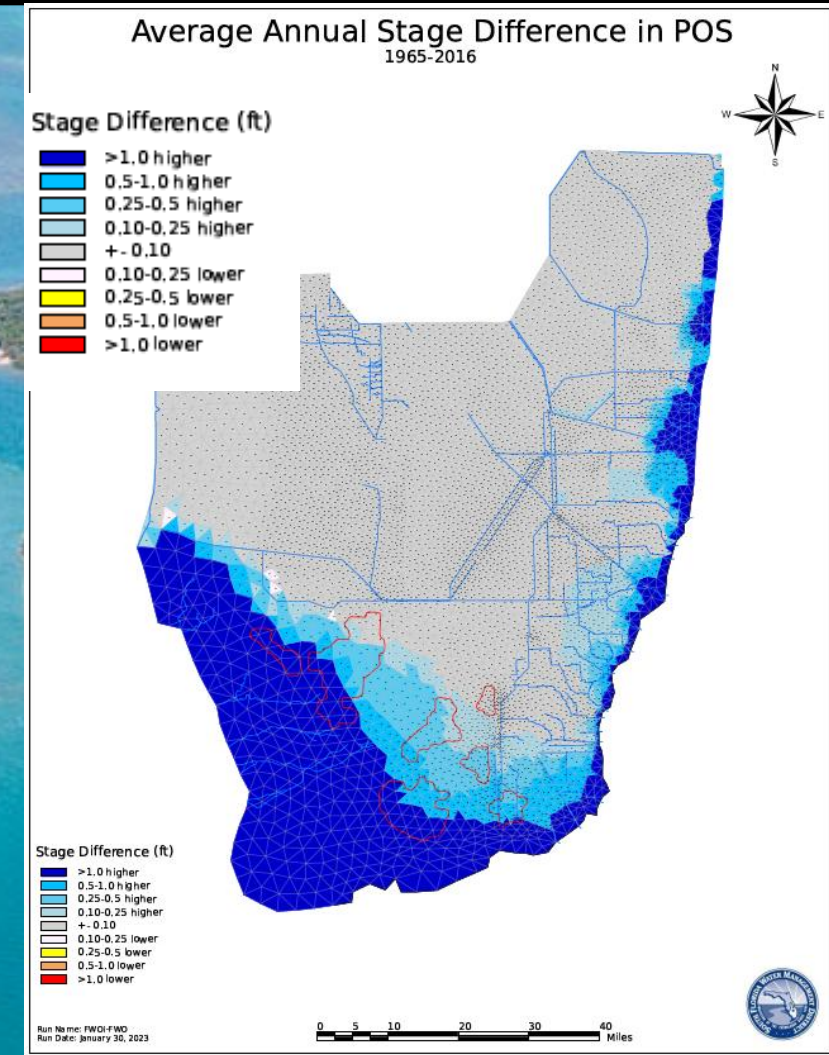 Average Annual Stage Difference in POS
1965-2016
N
W
E
S
Stage Difference (ft)
>1.0 higher
0.5-1.0 higher
0.25-0.5 higher
0.10-0.25 higher
+-0.10
0.10-0.25 lower
0.25-0.5 lower
0.5-1.0 lower
>1.0 lower
Stage Difference (ft)
>1.0 higher
0.5-1.0 higher
0.25-0.5 higher
0.10-0.25 higher
+-0.10
0.10-0.25 lower
0.25-0.5 lower
0.5-1.0 lower
>1.0 lower
Run Name: FWOI-FWO
Run Date: January 30, 2023
0 5 10 20 30 40
Miles
SOUTH FLORIDA WATER MANAGEMENT DISTRICT